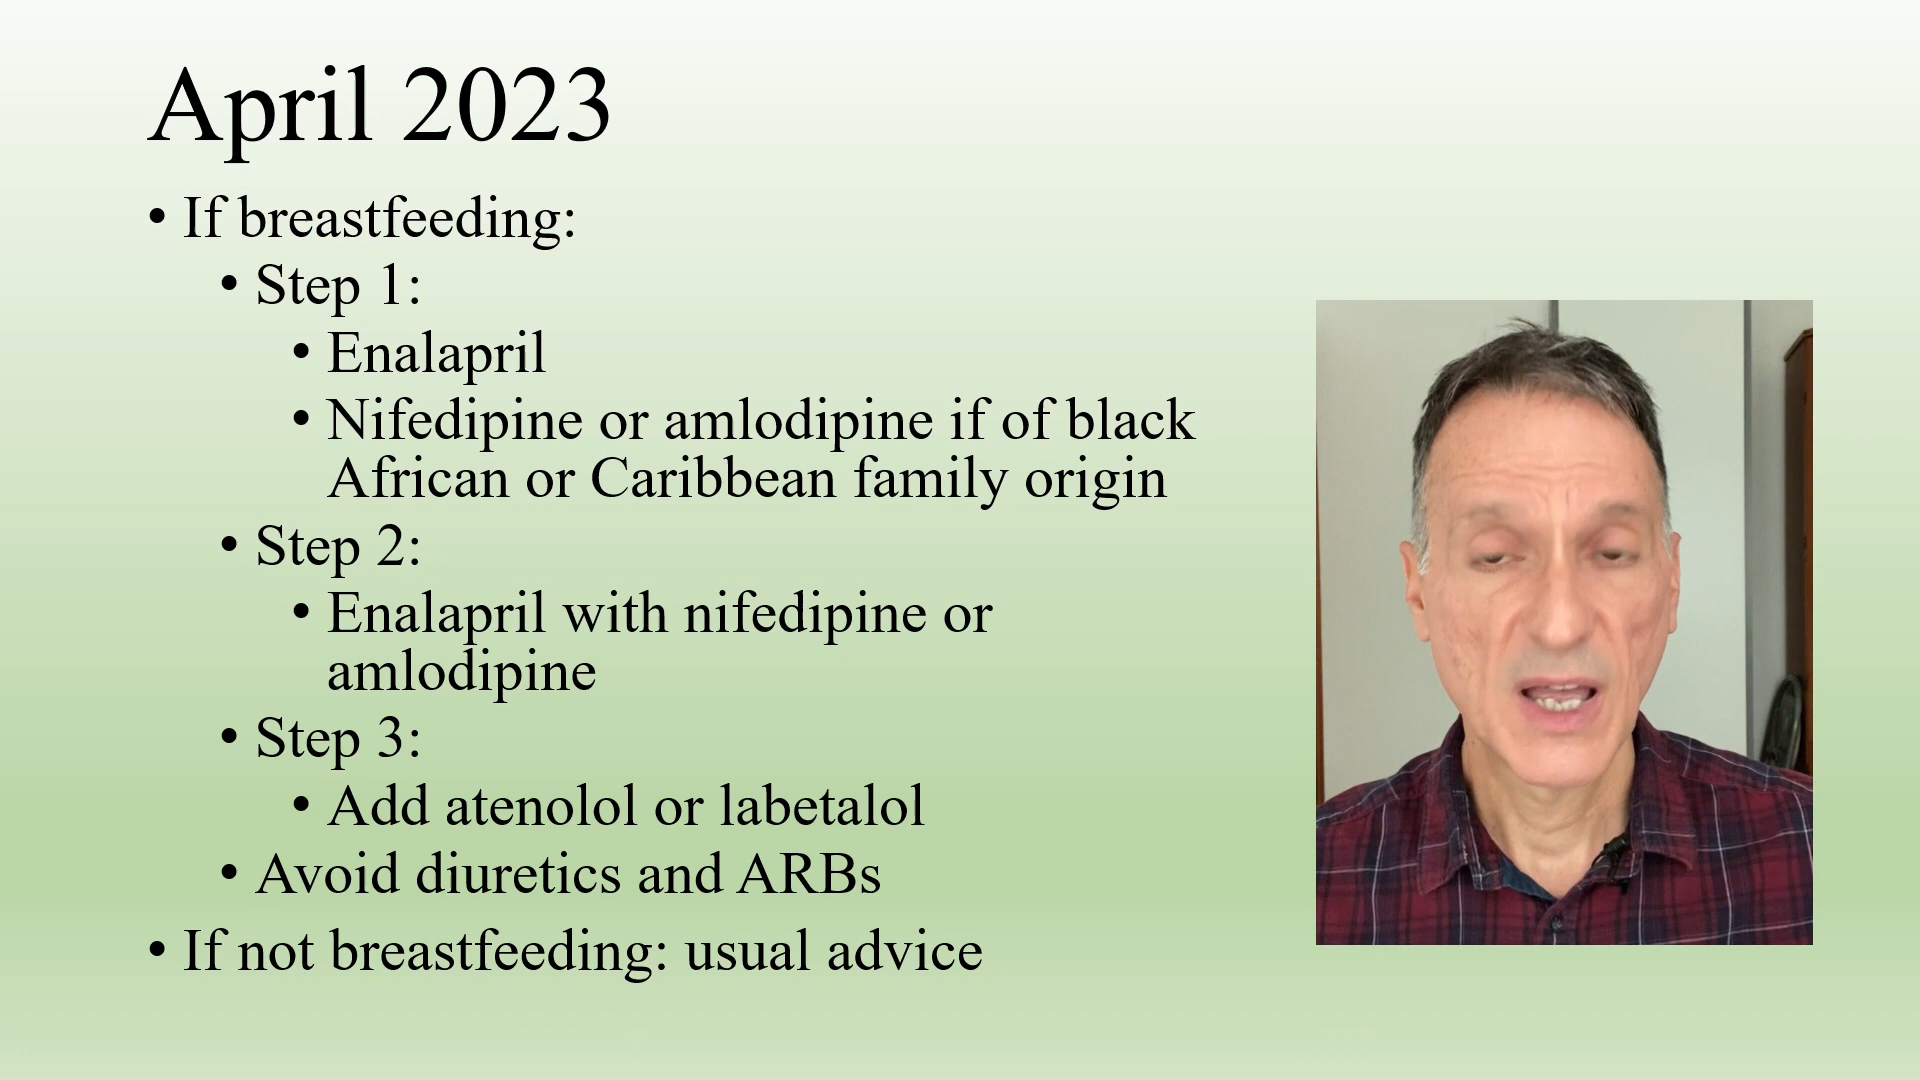 April 2023
• If breastfeeding:
• Step 1:
• Enalapril
• Nifedipine or amlodipine if of black
African or Caribbean family origin
• Step 2:
• Enalapril with nifedipine or
amlodipine
• Step 3:
• Add atenolol or labetalol
• Avoid diuretics and ARBs
• If not breastfeeding: usual advice